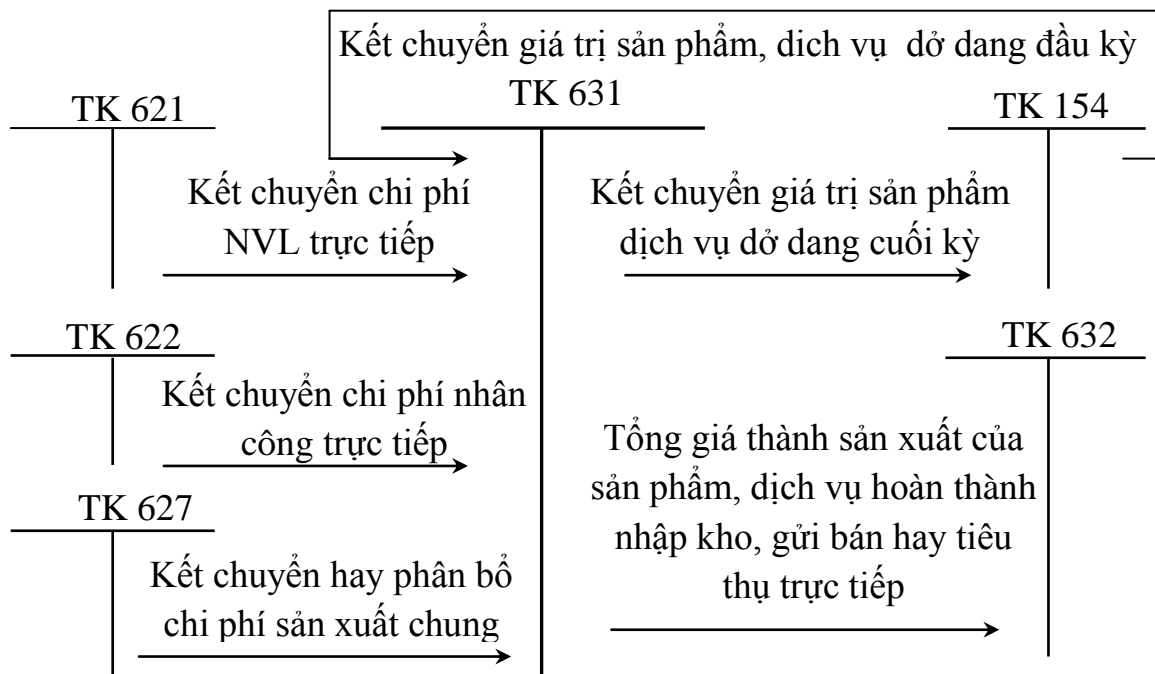 Kết chuyển giá trị sản phẩm, dich vụ dở dang đầu kỳ
TK 621
TK 631
TK 154
Kết chuyển chi phí
NVL trực tiếp
Kết chuyển giá trị sản phẩm
dịch vụ dở dang cuối kỳ
TK 622
TK 632
Kết chuyển chi phí nhân
công trực tiếp
Tổng giá thành sản xuất của
sản phẩm, dịch vụ hoàn thành
nhập kho, gửi bán hay tiêu
thụ trực tiếp
TK 627
Kết chuyển hay phân bổ
chi phí sản xuất chung